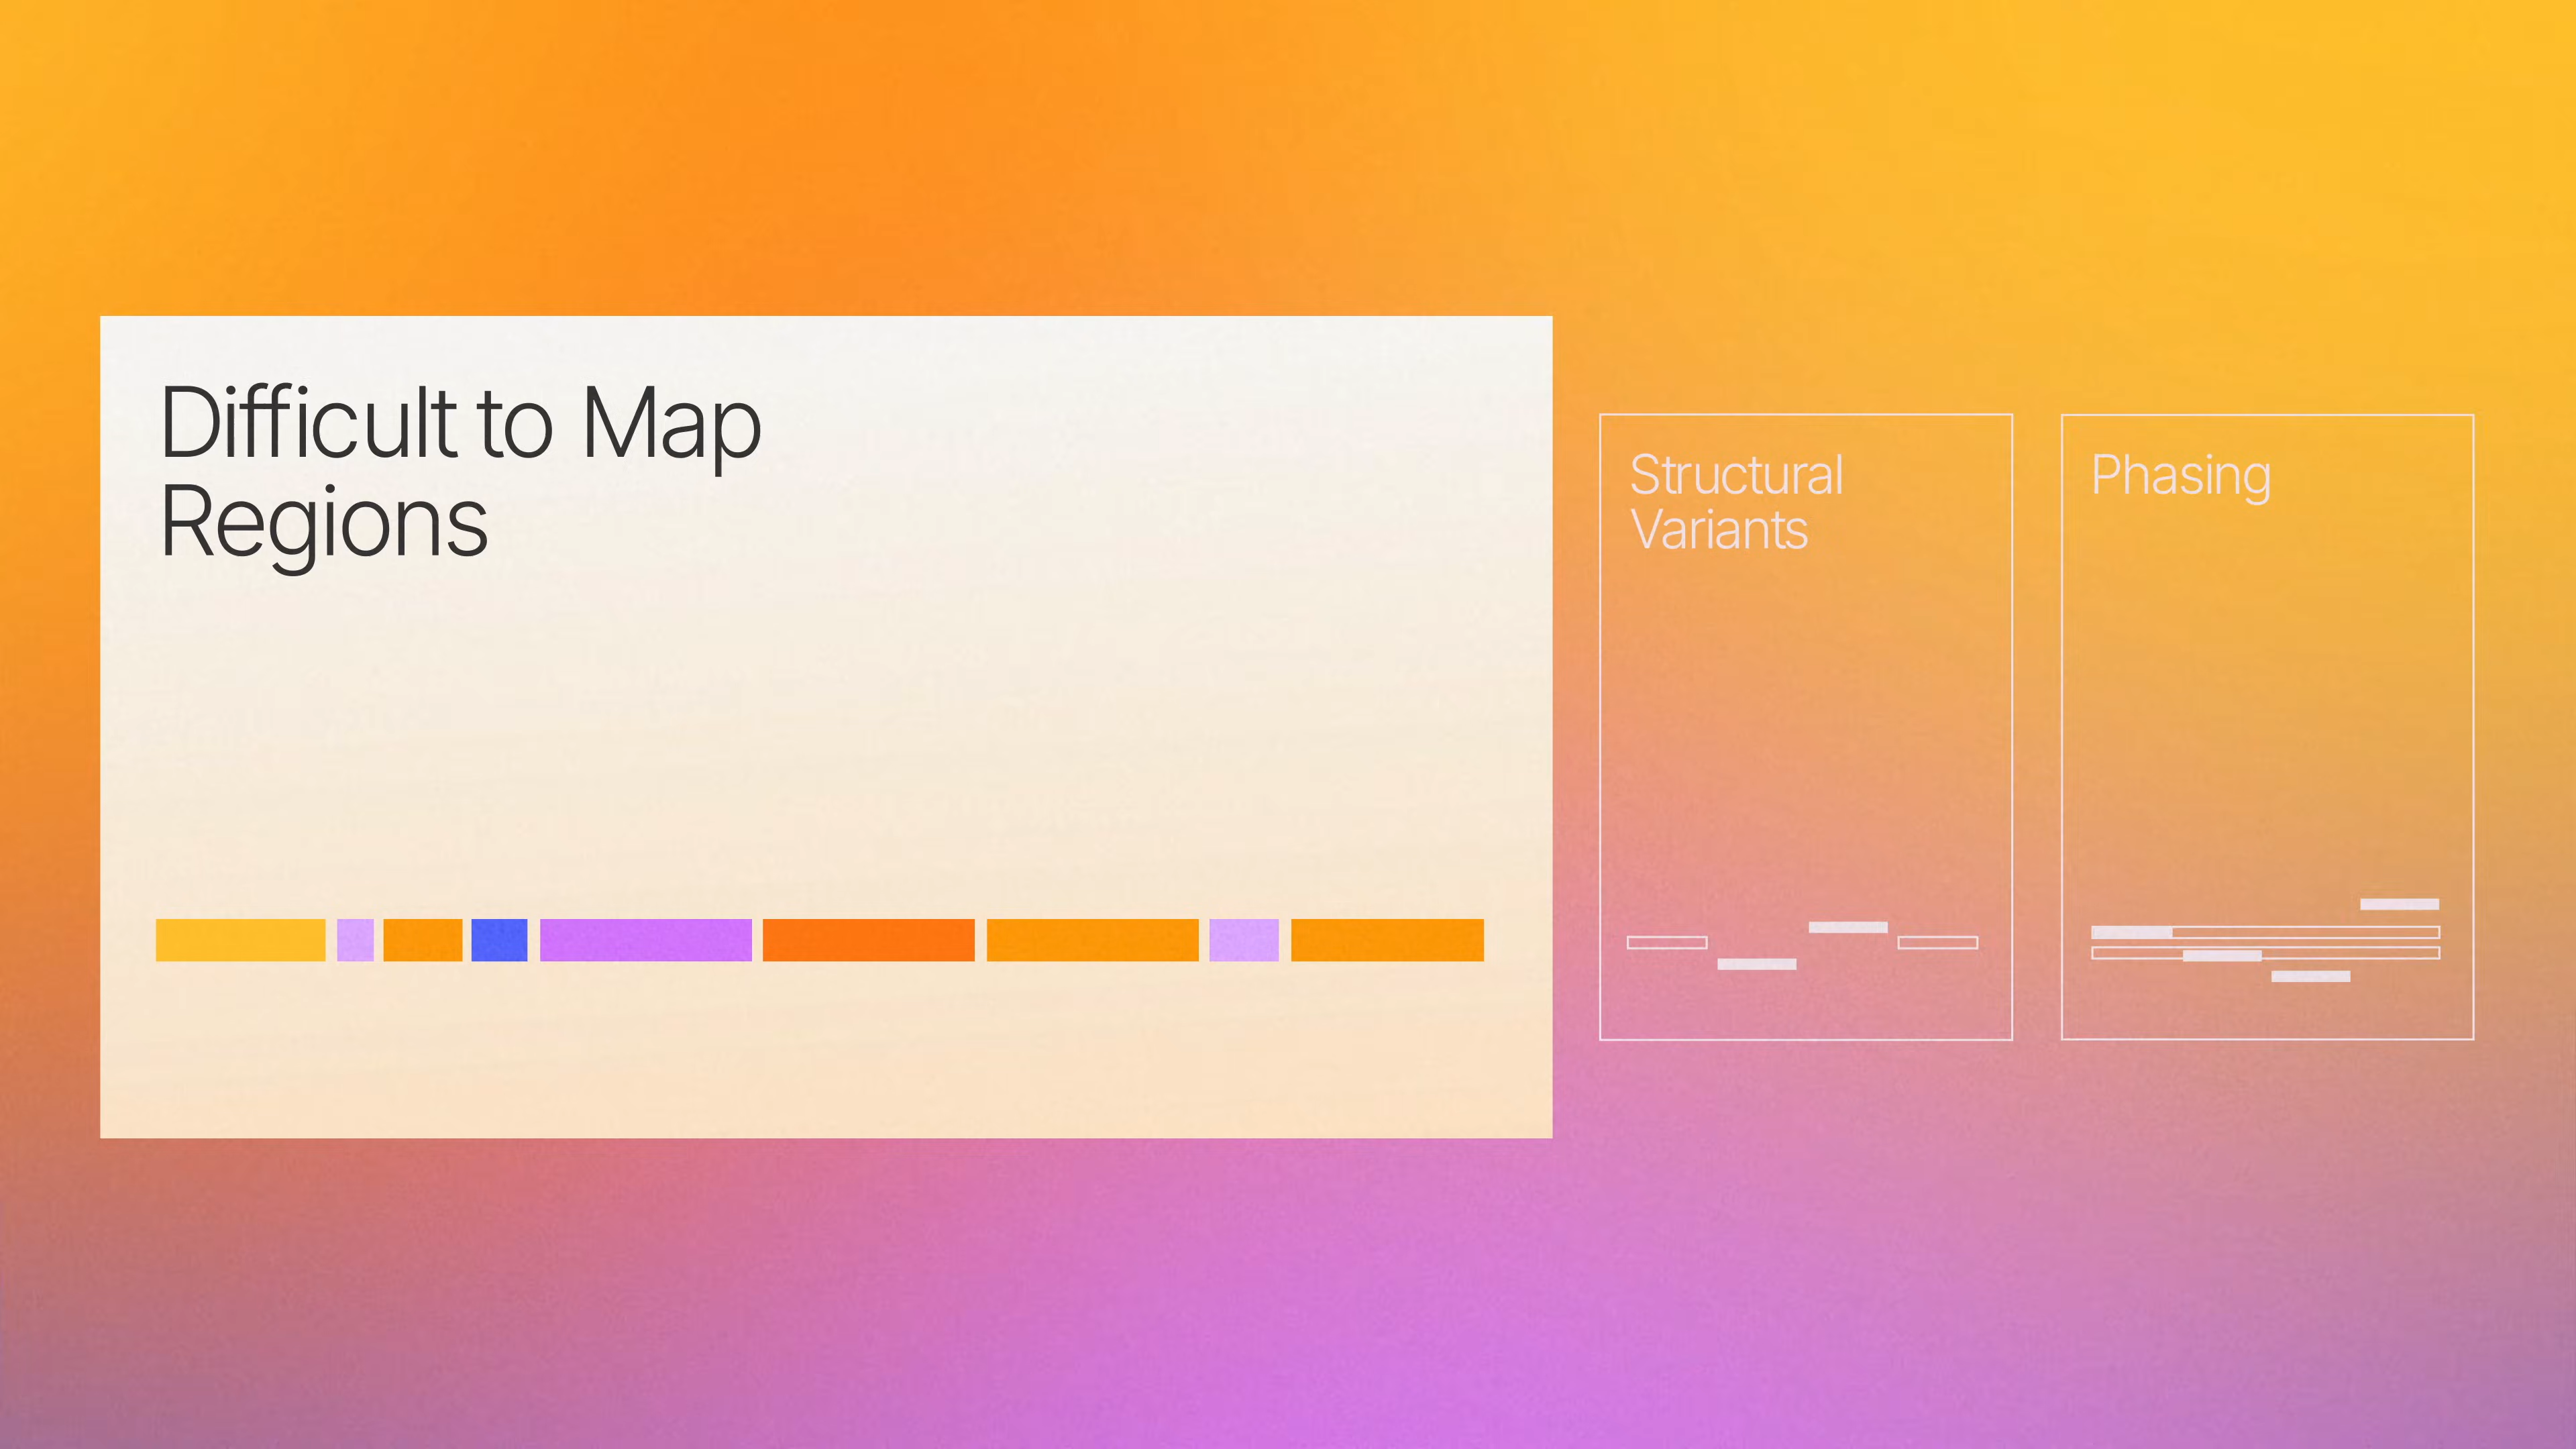 Difficult to Map
Regions
Structural
Variants
Phasing